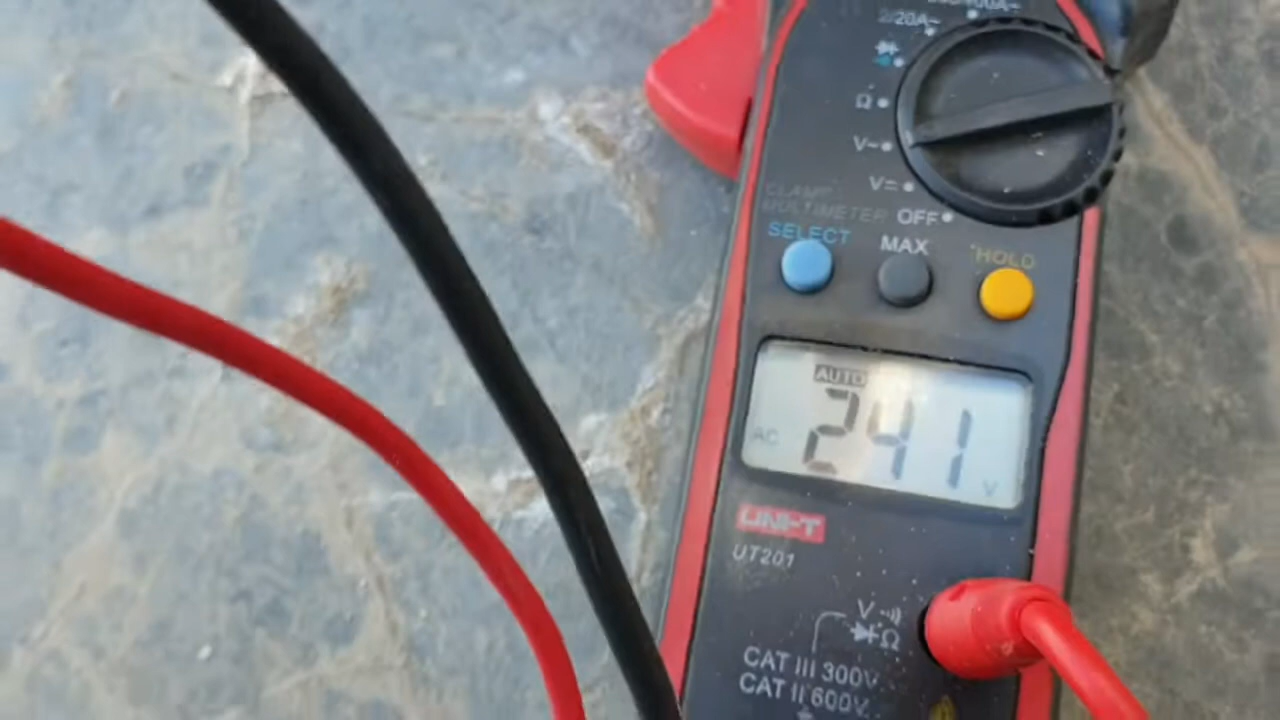 2/20A~
Ω
V~
V=
OFF
CLAMP
MULTIMETER
SELECT
MAX
HOLD
AUTO
AC
241
V
UNI-T
UT201
V
Ω
CAT III 300V
CAT II 600V